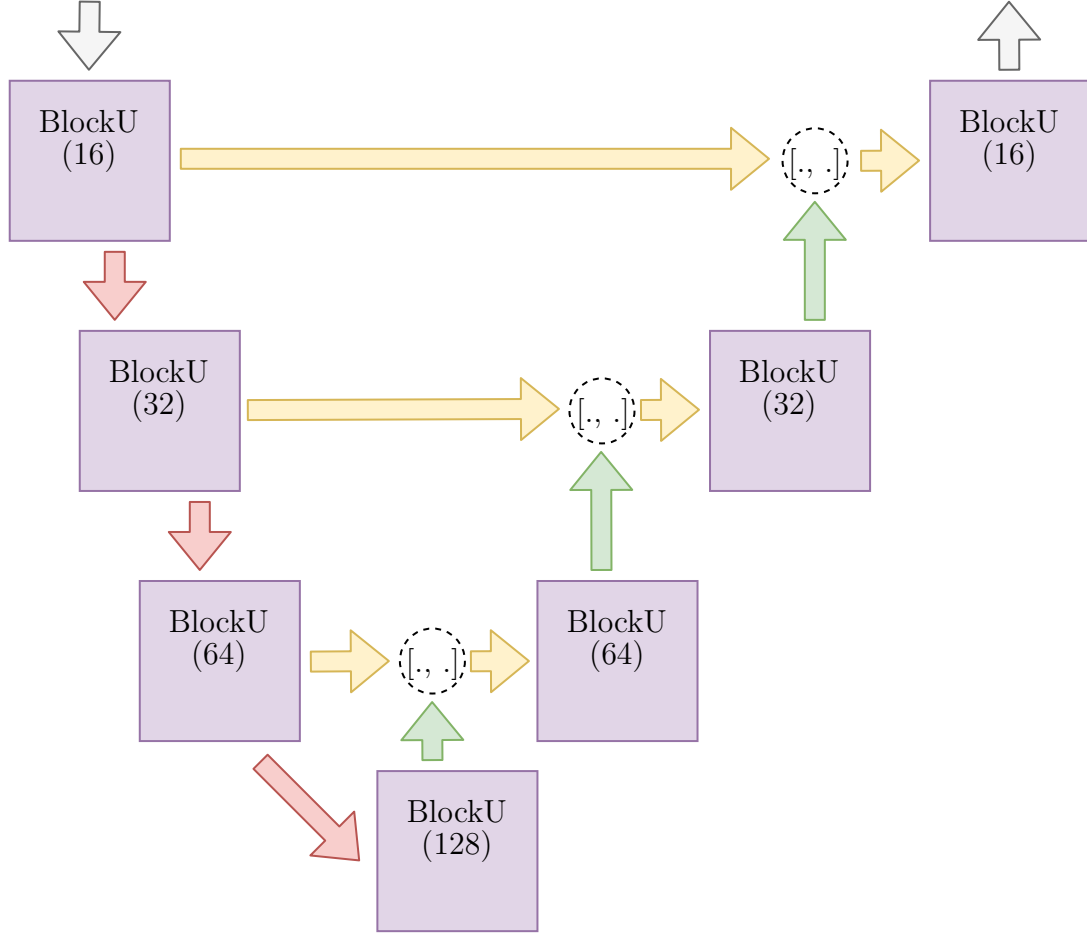 BlockU
(16)
[., .]
BlockU
(16)
BlockU
(32)
[., .]
BlockU
(32)
BlockU
(64)
[., .]
BlockU
(64)
BlockU
(128)